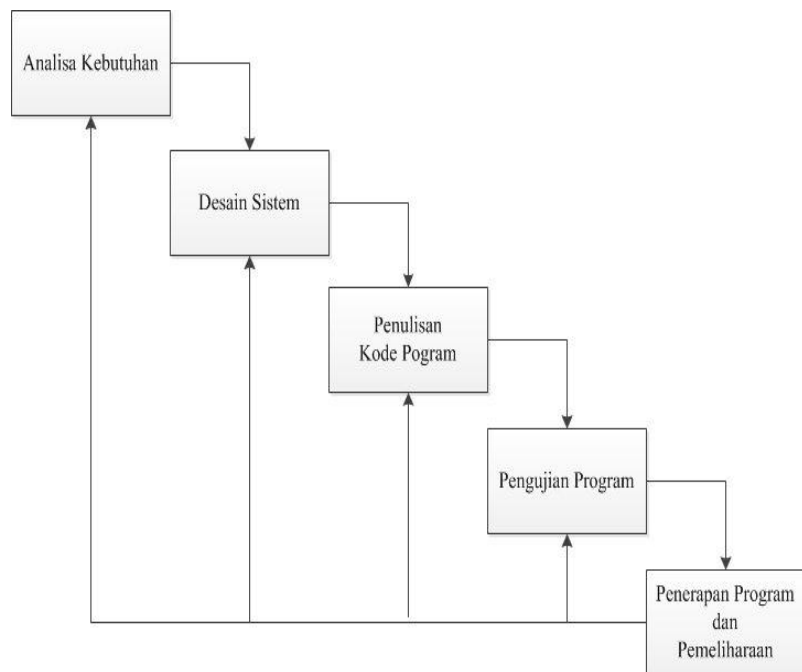 Analisa Kebutuhan
Desain Sistem
Penulisan
Kode Pogram
Pengujian Program
Penerapan Program
dan
Pemeliharaan